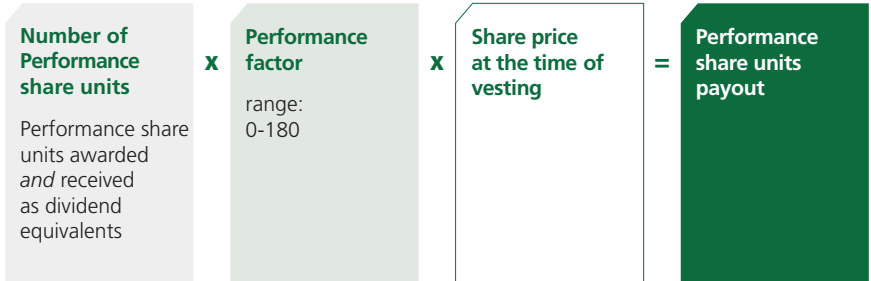 Number of
Performance
share units
Performance share
units awarded
and received
as dividend
equivalents
x
Performance
factor
range:
0-180
x
Share price
at the time of
vesting
=
Performance
share units
payout